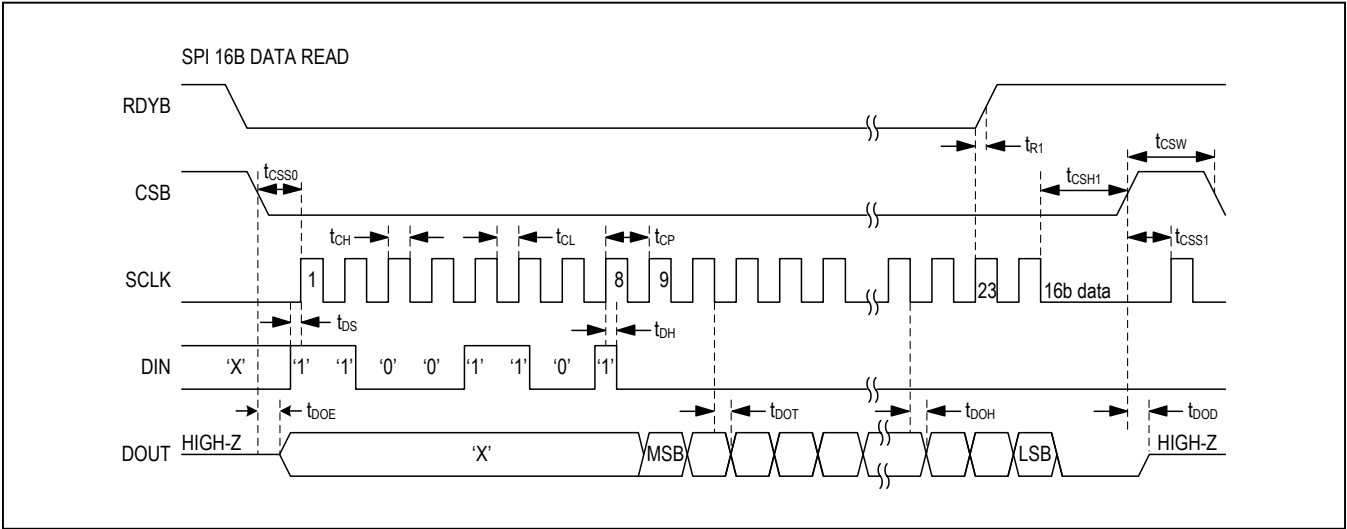 SPI 16B DATA READ
RDYB
tR1
tCSW
tCSS0
tCSH1
CSB
tCH
tCL
tCP
tCSS1
SCLK
1
8
9
23
16b data
tDS
tDH
DIN
‘X’
‘1’
‘1’
‘0’
‘0’
‘1’
‘1’
‘0’
‘1’
tDOE
tDOT
tDOH
tDOD
DOUT
HIGH-Z
‘X’
MSB
LSB
HIGH-Z